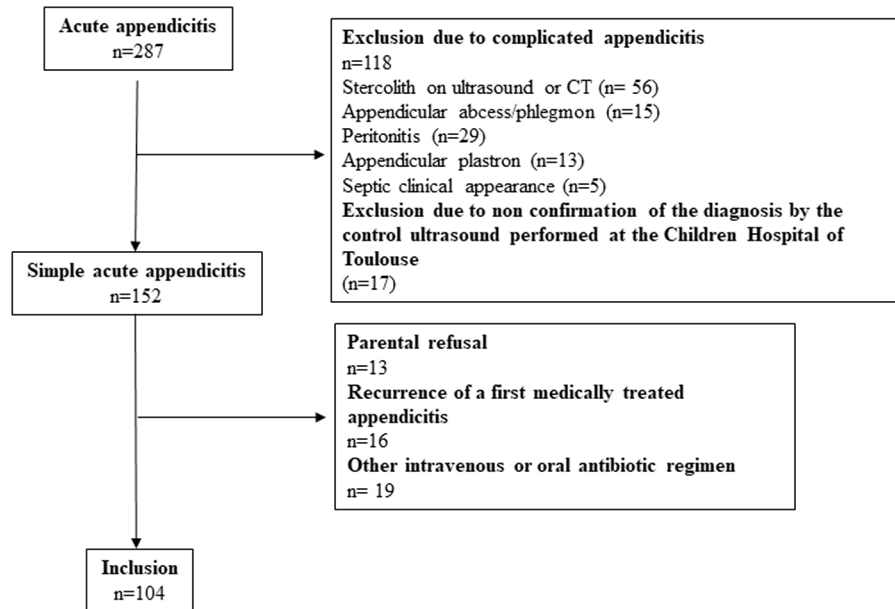 Acute appendicitis
n=287
Exclusion due to complicated appendicitis
n=118
Stercolith on ultrasound or CT (n= 56)
Appendicular abcess/phlegmon (n=15)
Peritonitis (n=29)
Appendicular plastron (n=13)
Septic clinical appearance (n=5)
Exclusion due to non confirmation of the diagnosis by the
control ultrasound performed at the Children Hospital of
Toulouse
(n=17)
Simple acute appendicitis
n=152
Parental refusal
n=13
Recurrence of a first medically treated
appendicitis
n=16
Other intravenous or oral antibiotic regimen
n= 19
Inclusion
n=104